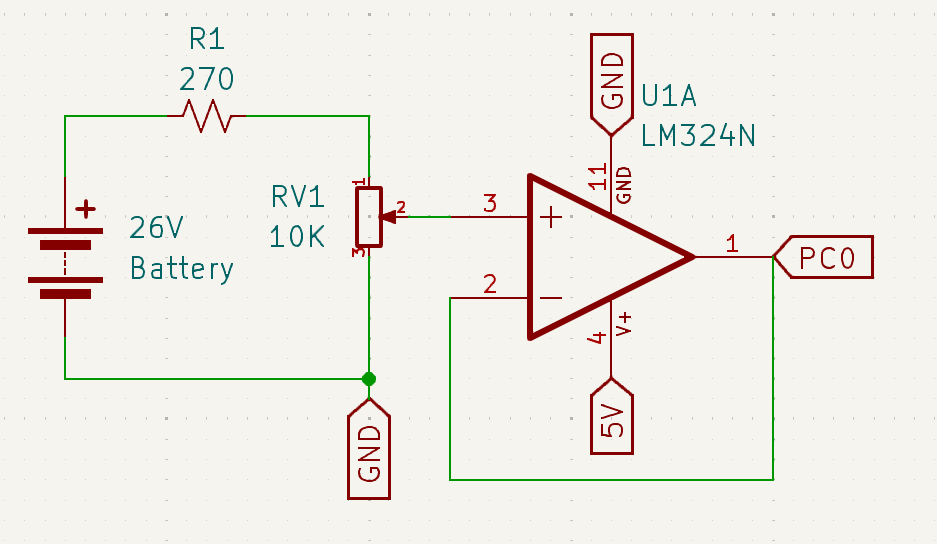 R1
270
+
26V
Battery
RV1
10K
1
2
3
GND
3
+
2
−
GND
11
GND
U1A
LM324N
1
PC0
4
V+
5V